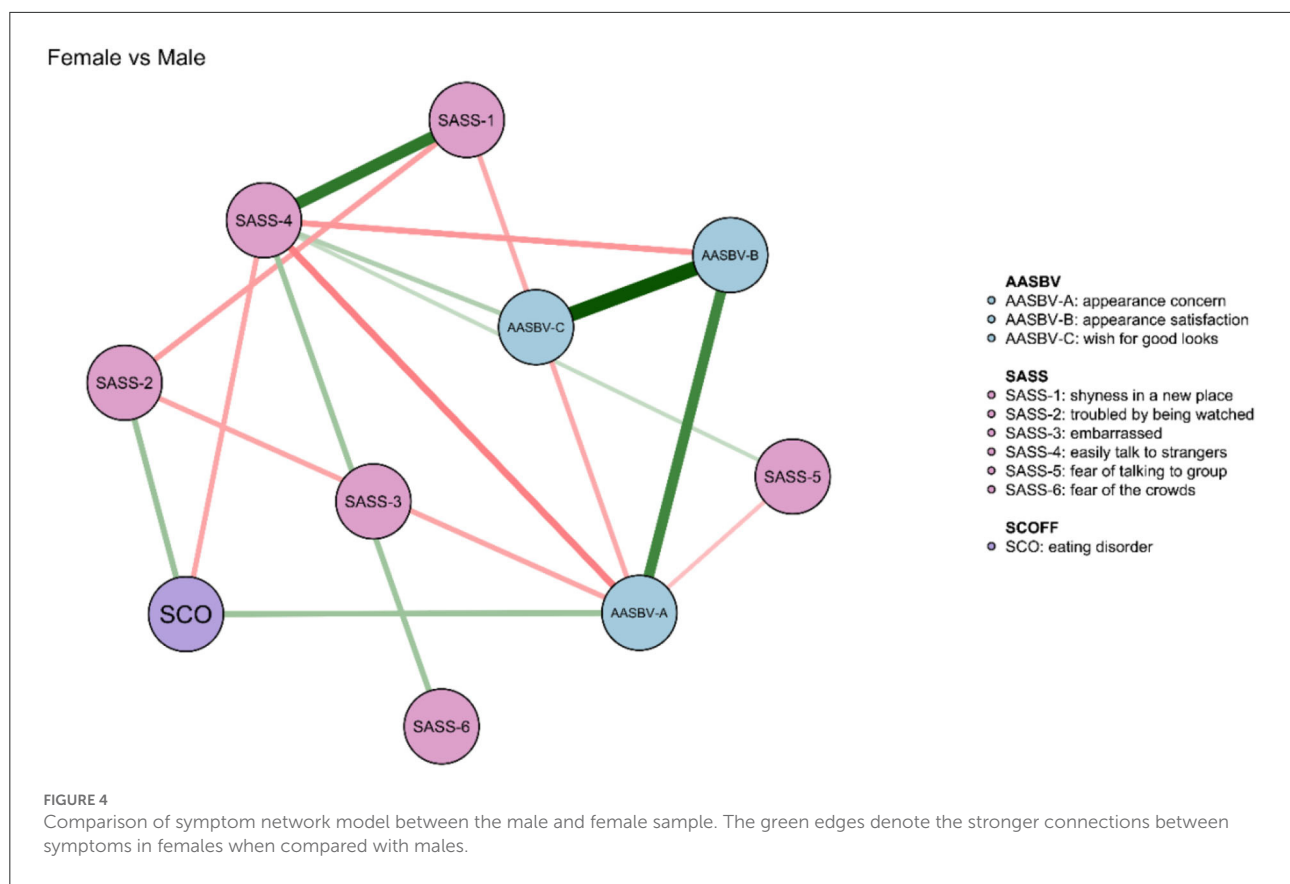 Female vs Male
SASS-1
SASS-4
AASBV-B
AASBV-C
SASS-2
SASS-5
SASS-3
SCO
AASBV-A
SASS-6
AASBV
AASBV-A: appearance concern
AASBV-B: appearance satisfaction
AASBV-C: wish for good looks
SASS
SASS-1: shyness in a new place
SASS-2: troubled by being watched
SASS-3: embarrassed
SASS-4: easily talk to strangers
SASS-5: fear of talking to group
SASS-6: fear of the crowds
SCOFF
SCO: eating disorder
FIGURE 4
Comparison of symptom network model between the male and female sample. The green edges denote the stronger connections between
symptoms in females when compared with males.